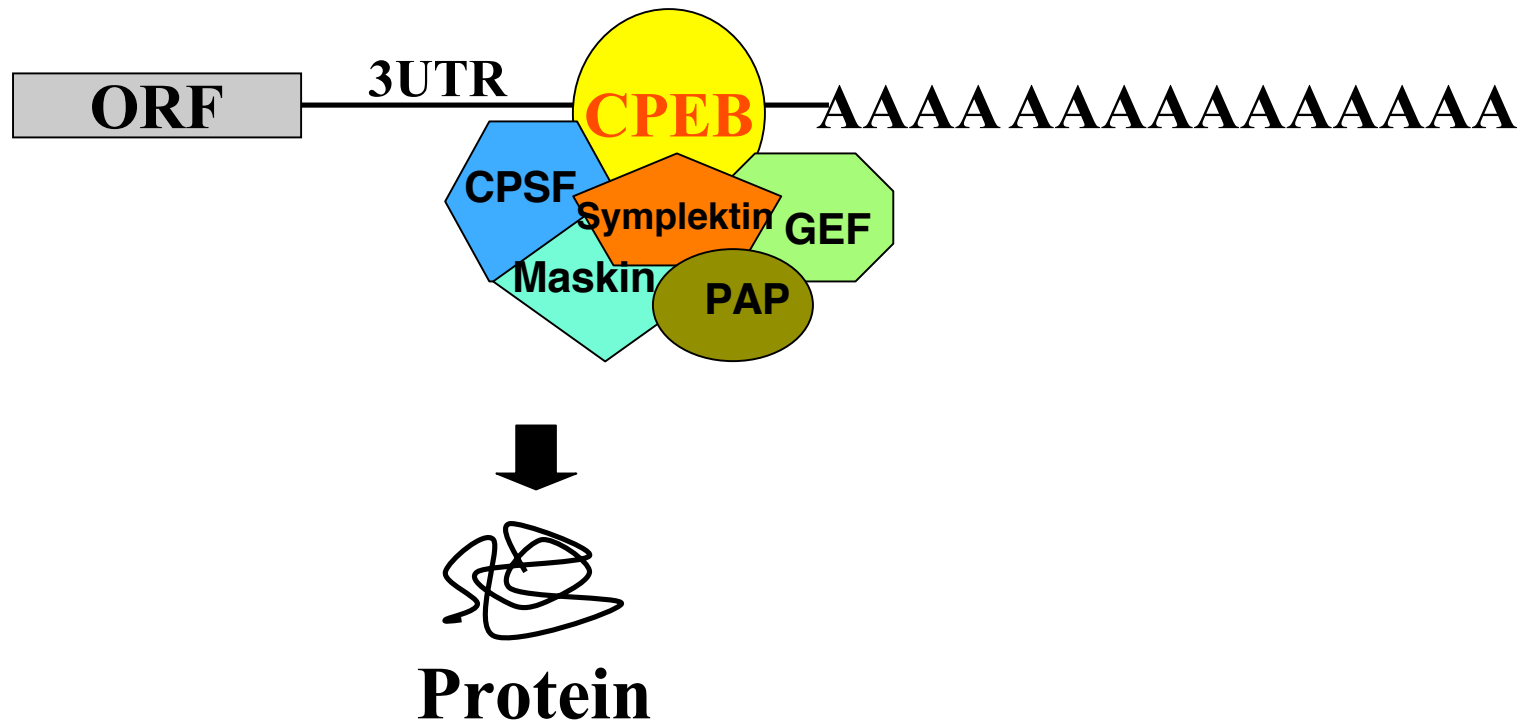 3UTR
ORF
CPEB
AAAA AAAAAAAAAAA
CPSF
Symplektin
GEF
Maskin
PAP
Protein